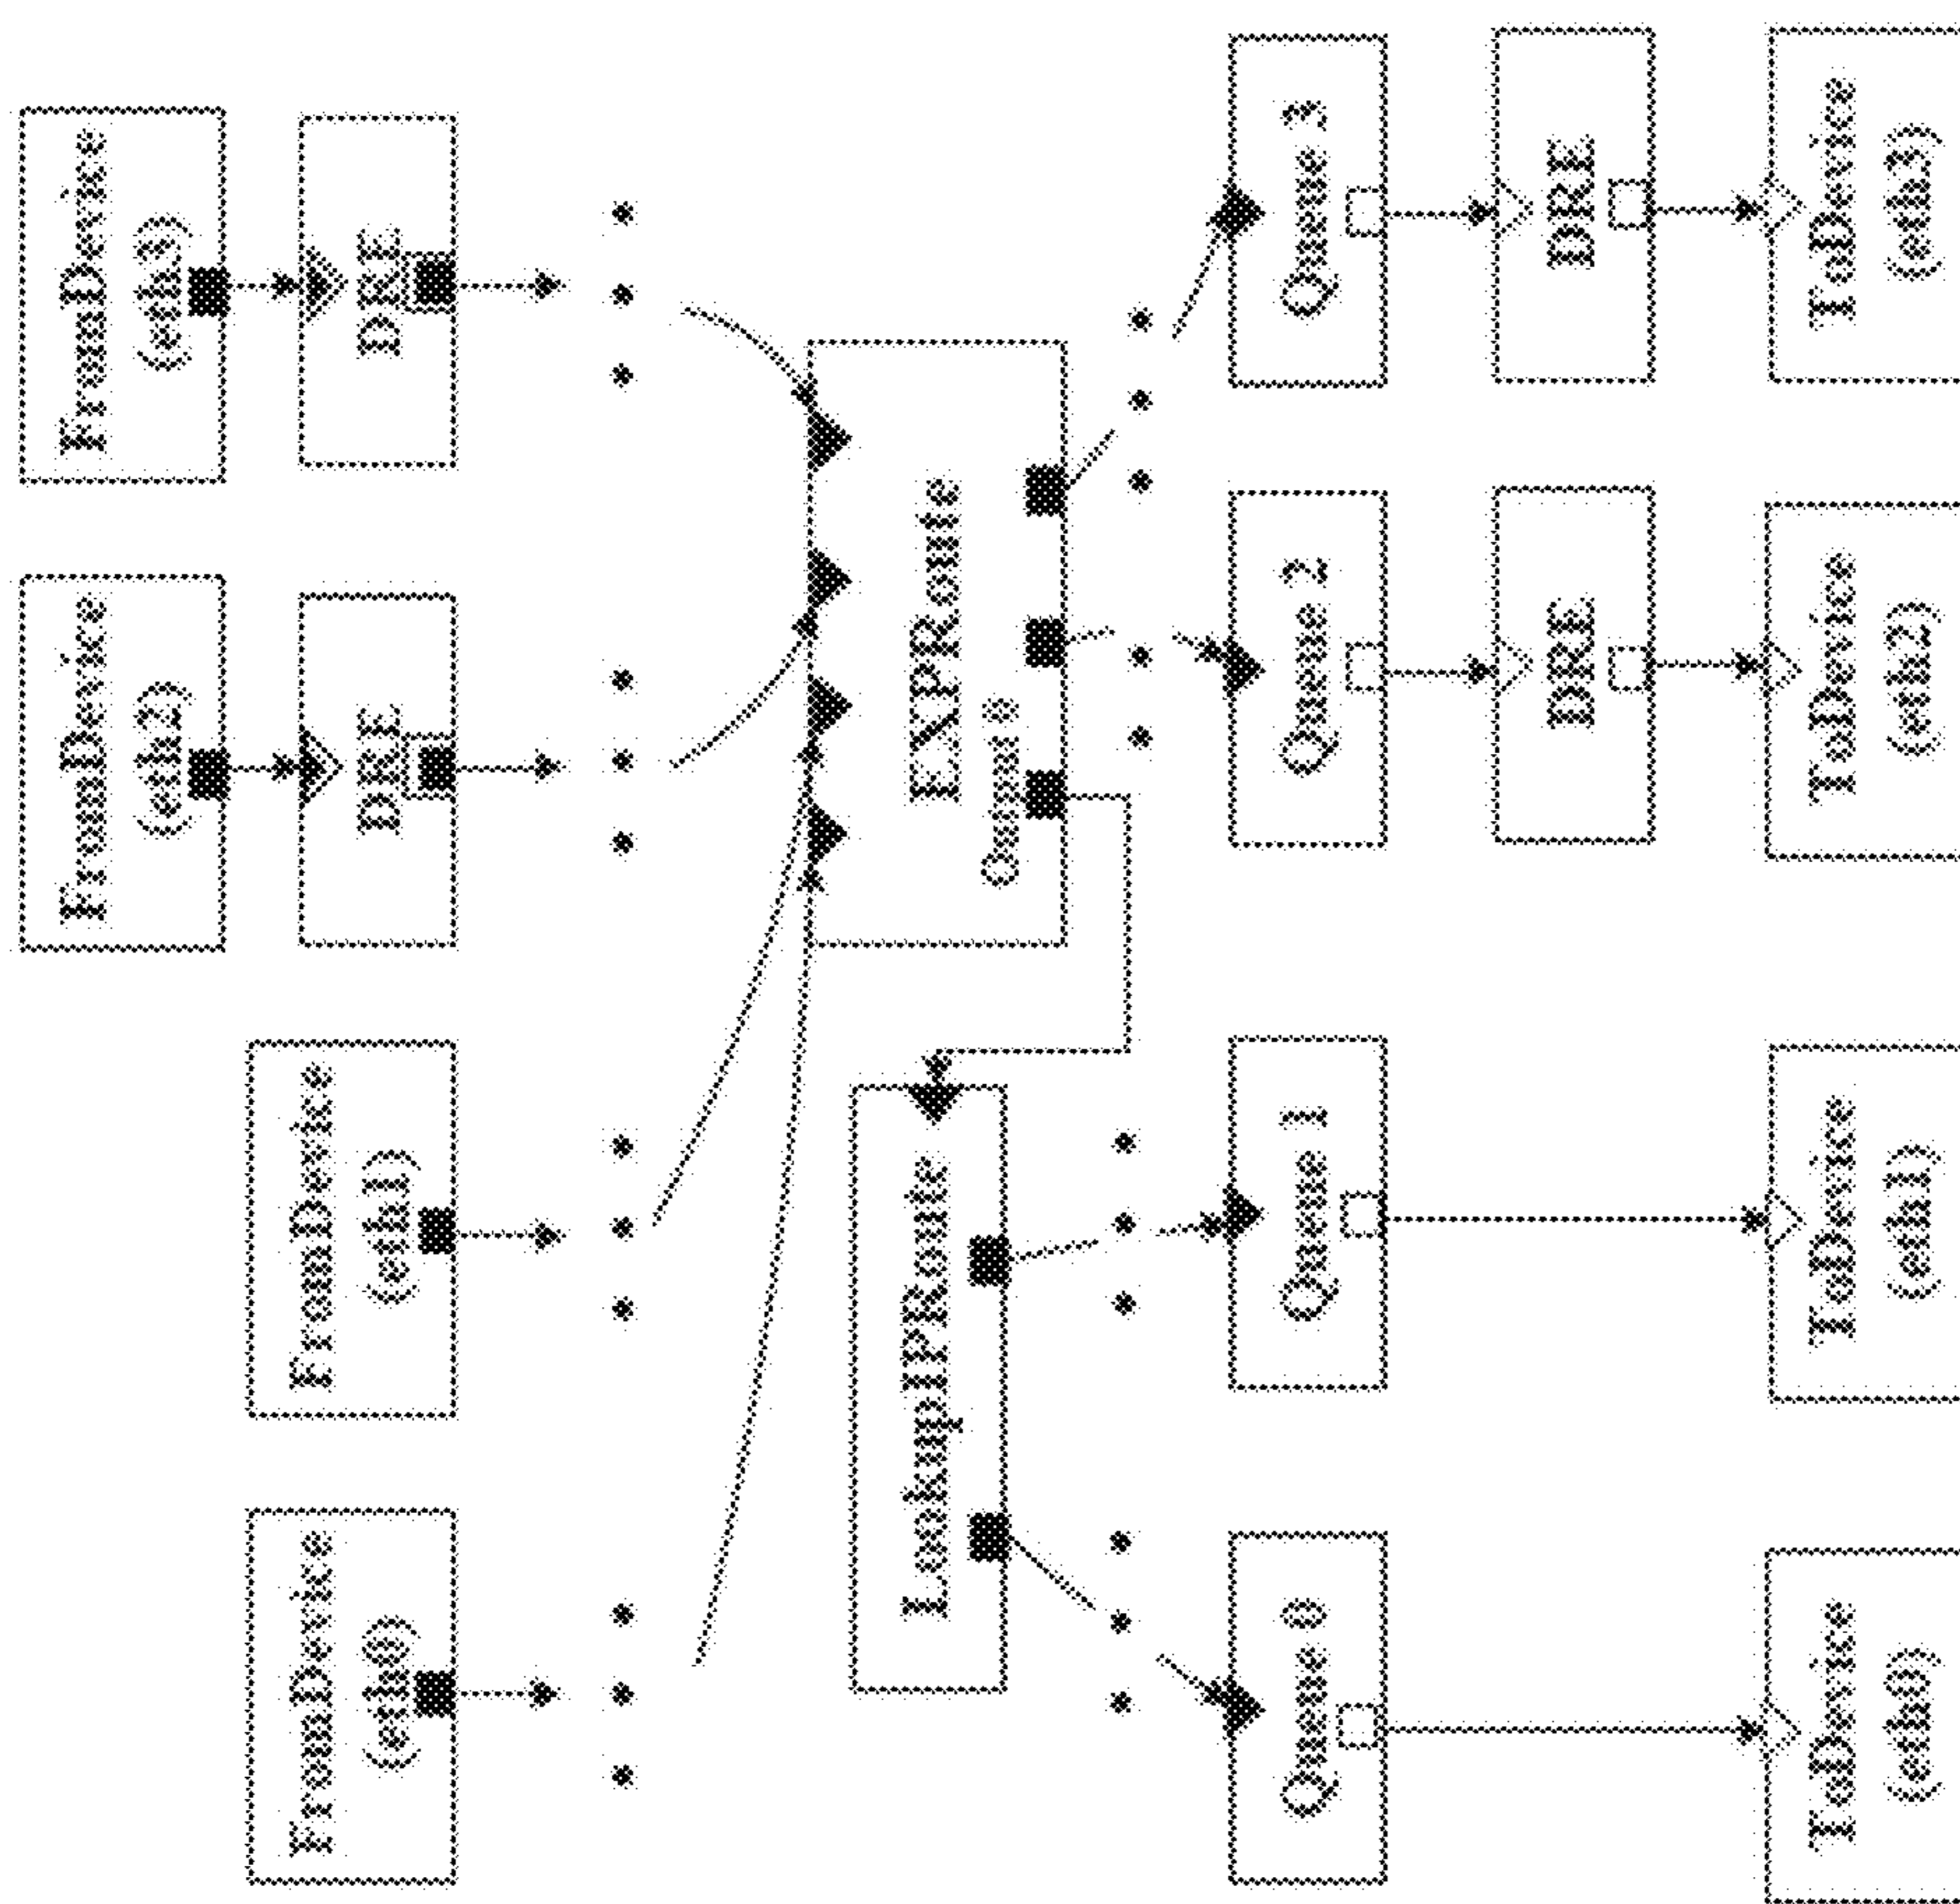 FromDevice
(eth2)
FromDevice
(eth3)
FromDevice
(eth0)
FromDevice
(eth1)
DRE
DRE
EXPRoute
Output 0
LookupIPRoute
Queue 0
Queue 1
Queue 2
Queue 3
DRE
DRE
ToDevice
(eth0)
ToDevice
(eth1)
ToDevice
(eth2)
ToDevice
(eth3)